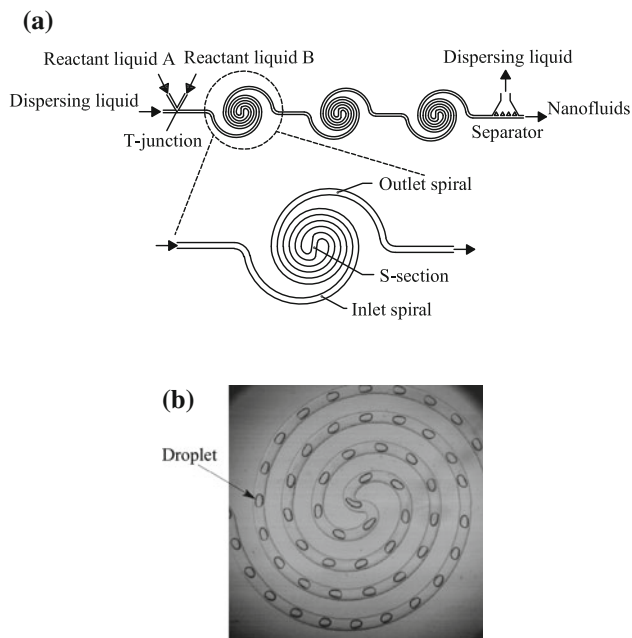 (a)
Reactant liquid A
Reactant liquid B
Dispersing liquid
T-junction
Dispersing liquid
Nanofluids
Separator
Outlet spiral
S-section
Inlet spiral
(b)
Droplet